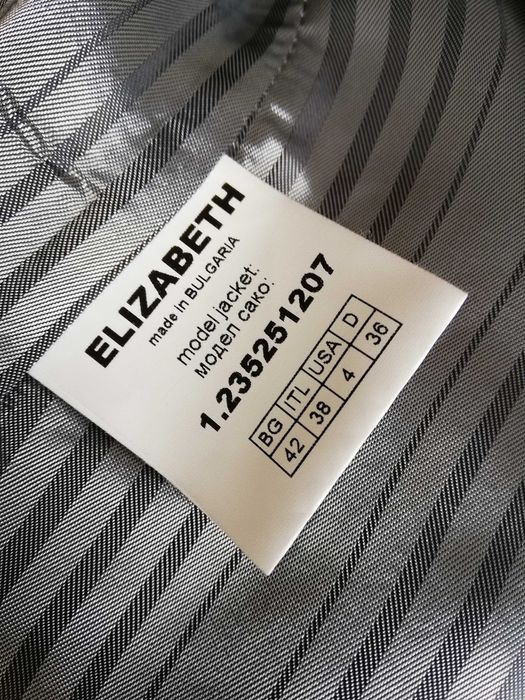 ELIZABETH
made in BULGARIA
model jacket:
модел сако:
1.235251207
BG ITL USA D
42 38 4 36